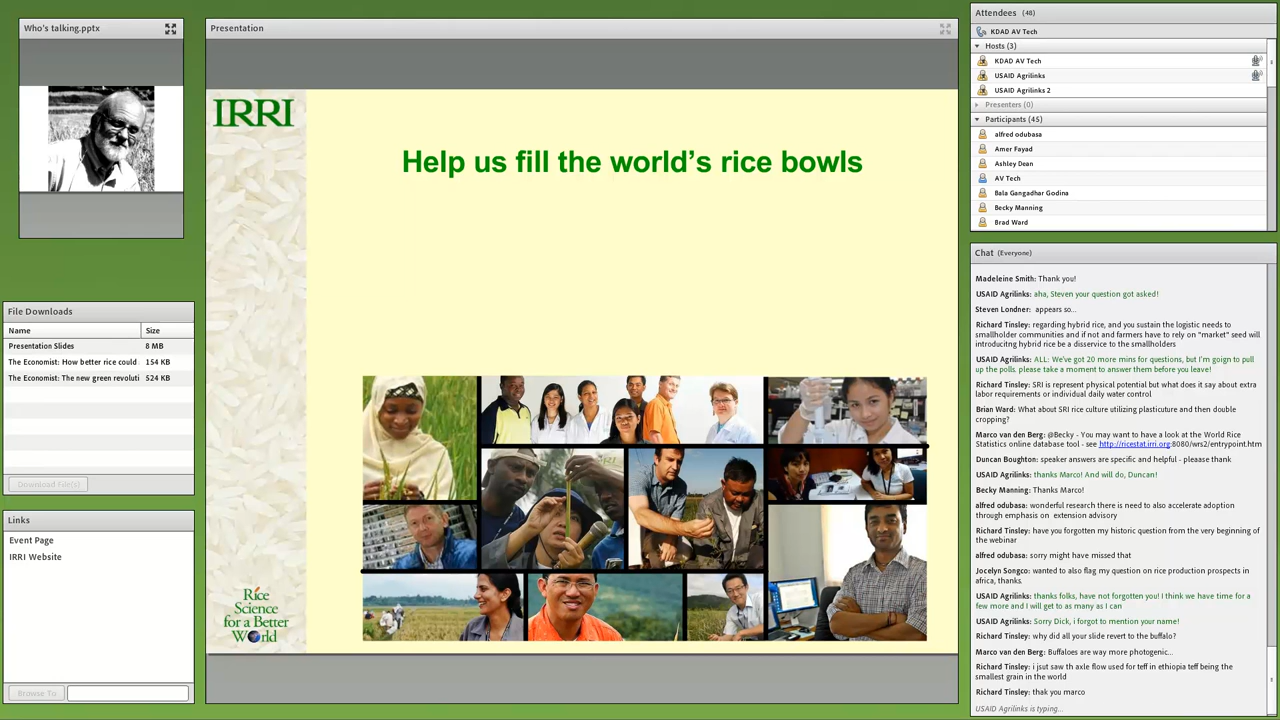 Who's talking.pptx
Presentation
IRRI
Help us fill the world's rice bowls
Rice
Science
for a Better
World
File Downloads
Name Size
Presentation Slides 8 MB
The Economist: How better rice could 154 KB
The Economist: The new green revoluti 524 KB
Download File(s)
Links
Event Page
IRRI Website
Browse To
Attendees (48)
KDAD AV Tech
Hosts (3)
KDAD AV Tech
USAID Agrilinks
USAID Agrilinks 2
Presenters (0)
Participants (45)
alfred odubasa
Amer Fayad
Ashley Dean
AV Tech
Bala Gangadhar Godina
Becky Manning
Brad Ward
Chat (Everyone)
Madeleine Smith: Thank you!
USAID Agrilinks: aha, Steven your question got asked!
Steven Londner: appears so...
Richard Tinsley: regarding hybrid rice, and you sustain the logistic needs to
smallholder communities and if not and farmers have to rely on "market" seed will
introducitng hybrid rice be a disservice to the smallholders
USAID Agrilinks: ALL: We've got 20 more mins for questions, but I'm goign to pull
up the polls. please take a moment to answer them before you leave!
Richard Tinsley: SRI is represent physical potential but what does it say about extra
labor requirements or individual daily water control
Brian Ward: What about SRI rice culture utilizing plasticuture and then double
cropping?
Marco van den Berg: @Becky - You may want to have a look at the World Rice
Statistics online database tool - see http://ricestat.irri.org:8080/wrs2/entrypoint.htm
Duncan Boughton: speaker answers are specific and helpful - pleaase thank
USAID Agrilinks: thanks Marco! And will do, Duncan!
Becky Manning: Thanks Marco!
alfred odubasa: wonderful research there is need to also accelerate adoption
through emphasis on extension advisory
Richard Tinsley: have you forgotten my historic question from the very beginning of
the webinar
alfred odubasa: sorry might have missed that
Jocelyn Songco: wanted to also flag my question on rice production prospects in
africa, thanks.
USAID Agrilinks: thanks folks, have not forgotten you! I think we have time for a
few more and I will get to as many as I can
USAID Agrilinks: Sorry Dick, i forgot to mention your name!
Richard Tinsley: why did all your slide revert to the buffalo?
Marco van den Berg: Buffaloes are way more photogenic...
Richard Tinsley: i jsut saw th axle flow used for teff in ethiopia teff being the
smallest grain in the world
Richard Tinsley: thak you marco
USAID Agrilinks is typing...